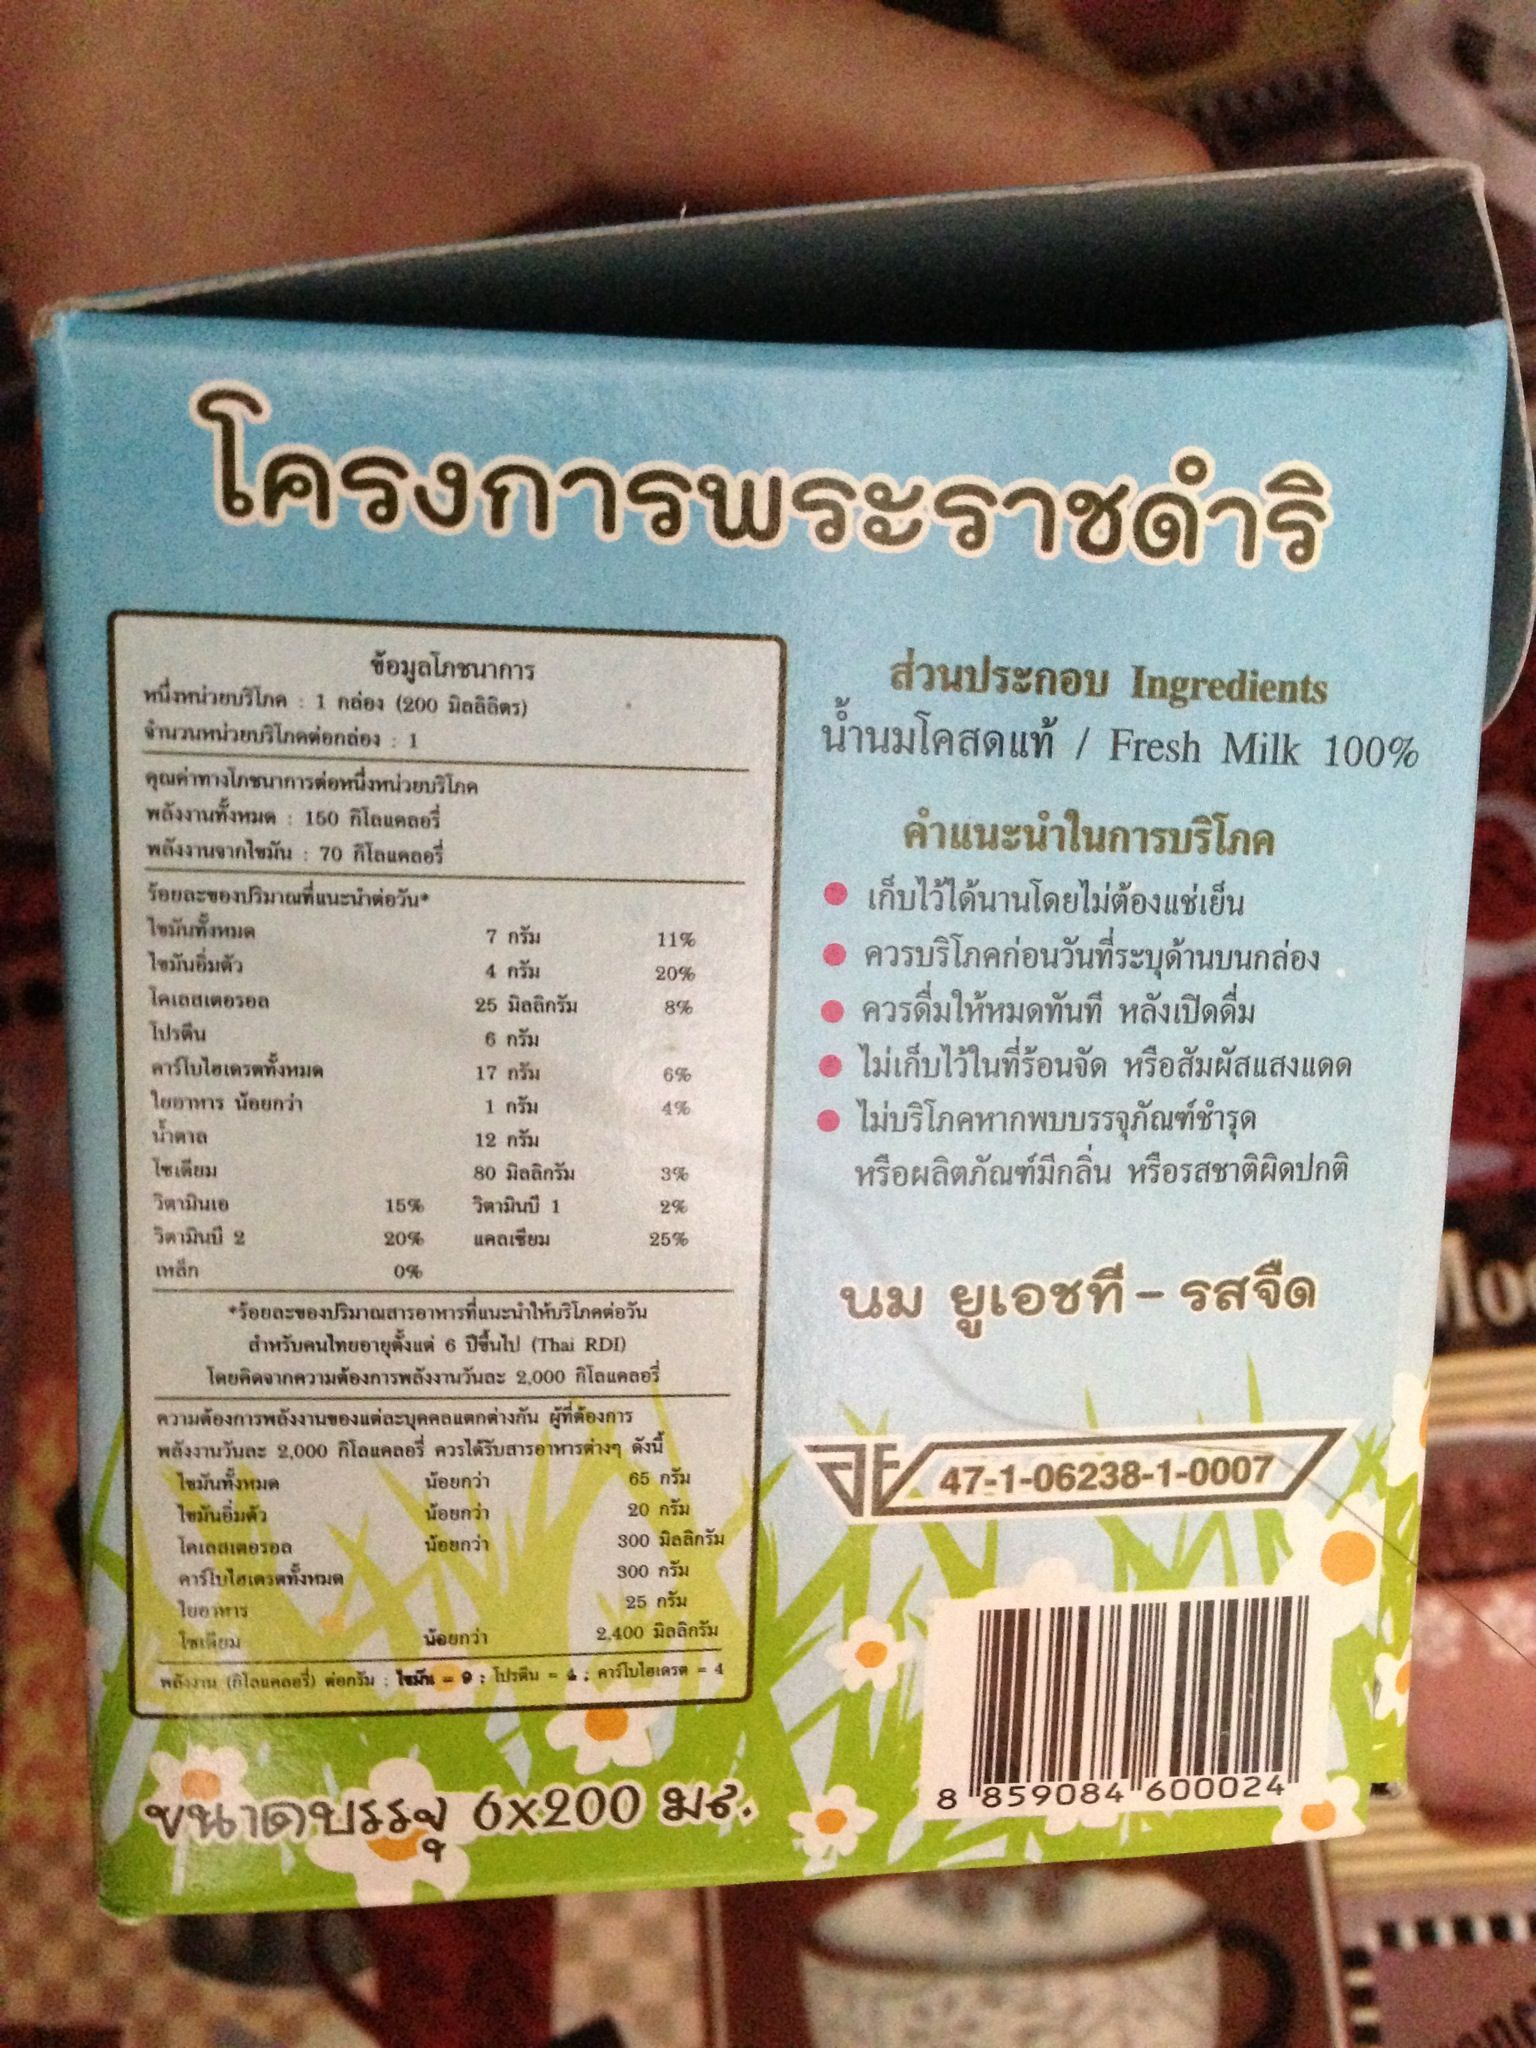 โครงการพระราชดำริ
ข้อมูลโภชนาการ
หนึ่งหน่วยบริโภค : 1 กล่อง (200 มิลลิลิตร)
จำนวนหน่วยบริโภคต่อกล่อง : 1
คุณค่าทางโภชนาการต่อหนึ่งหน่วยบริโภค
พลังงานทั้งหมด : 150 กิโลแคลอรี่
พลังงานจากไขมัน : 70 กิโลแคลอรี่
ร้อยละของปริมาณที่แนะนำต่อวัน*
ไขมันทั้งหมด 7 กรัม 11%
ไขมันอิ่มตัว 4 กรัม 20%
โคเลสเตอรอล 25 มิลลิกรัม 8%
โปรตีน 6 กรัม
คาร์โบไฮเดรตทั้งหมด 17 กรัม 6%
ใยอาหาร น้อยกว่า 1 กรัม 4%
น้ำตาล 12 กรัม
โซเดียม 80 มิลลิกรัม 3%
วิตามินเอ 15% วิตามินบี 1 2%
วิตามินบี 2 20% แคลเซียม 25%
เหล็ก 0%
*ร้อยละของปริมาณสารอาหารที่แนะนำให้บริโภคต่อวัน
สำหรับคนไทยอายุตั้งแต่ 6 ปีขึ้นไป (Thai RDI)
โดยคิดจากความต้องการพลังงานวันละ 2,000 กิโลแคลอรี่
ความต้องการพลังงานของแต่ละบุคคลแตกต่างกัน ผู้ที่ต้องการ
พลังงานวันละ 2,000 กิโลแคลอรี่ ควรได้รับสารอาหารต่างๆ ดังนี้
ไขมันทั้งหมด น้อยกว่า 65 กรัม
ไขมันอิ่มตัว น้อยกว่า 20 กรัม
โคเลสเตอรอล น้อยกว่า 300 มิลลิกรัม
คาร์โบไฮเดรตทั้งหมด 300 กรัม
ใยอาหาร 25 กรัม
โซเดียม น้อยกว่า 2,400 มิลลิกรัม
พลังงาน (กิโลแคลอรี่) ต่อกรัม : ไขมัน = 9 ; โปรตีน = 4 ; คาร์โบไฮเดรต = 4
ขนาดบรรจุ 6x200 มล.
ส่วนประกอบ Ingredients
น้ำนมโคสดแท้ / Fresh Milk 100%
คำแนะนำในการบริโภค
เก็บไว้ได้นานโดยไม่ต้องแช่เย็น
ควรบริโภคก่อนวันที่ระบุด้านบนกล่อง
ควรดื่มให้หมดทันที หลังเปิดดื่ม
ไม่เก็บไว้ในที่ร้อนจัด หรือสัมผัสแสงแดด
ไม่บริโภคหากพบบรรจุภัณฑ์ชำรุด
หรือผลิตภัณฑ์มีกลิ่น หรือรสชาติผิดปกติ
นม ยูเอชที - รสจืด
อย 47-1-06238-1-0007
8 859084 600024